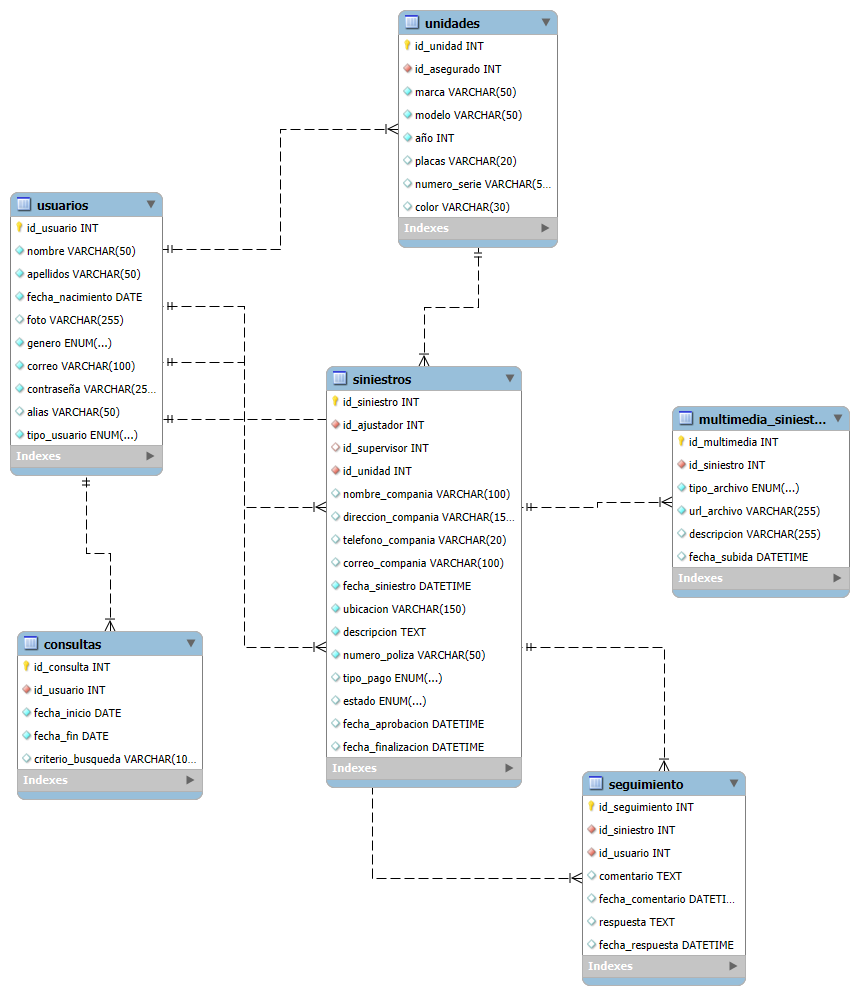 unidades
id_unidad INT
id_asegurado INT
marca VARCHAR(50)
modelo VARCHAR(50)
año INT
placas VARCHAR(20)
numero_serie VARCHAR(5...
color VARCHAR(30)
Indexes
usuarios
id_usuario INT
nombre VARCHAR(50)
apellidos VARCHAR(50)
fecha_nacimiento DATE
foto VARCHAR(255)
genero ENUM(...)
correo VARCHAR(100)
contraseña VARCHAR(25...
alias VARCHAR(50)
tipo_usuario ENUM(...)
Indexes
siniestros
id_siniestro INT
id_ajustador INT
id_supervisor INT
id_unidad INT
nombre_compania VARCHAR(100)
direccion_compania VARCHAR(15...
telefono_compania VARCHAR(20)
correo_compania VARCHAR(100)
fecha_siniestro DATETIME
ubicacion VARCHAR(150)
descripcion TEXT
numero_poliza VARCHAR(50)
tipo_pago ENUM(...)
estado ENUM(...)
fecha_aprobacion DATETIME
fecha_finalizacion DATETIME
Indexes
multimedia_siniest...
id_multimedia INT
id_siniestro INT
tipo_archivo ENUM(...)
url_archivo VARCHAR(255)
descripcion VARCHAR(255)
fecha_subida DATETIME
Indexes
consultas
id_consulta INT
id_usuario INT
fecha_inicio DATE
fecha_fin DATE
criterio_busqueda VARCHAR(10...
Indexes
seguimiento
id_seguimiento INT
id_siniestro INT
id_usuario INT
comentario TEXT
fecha_comentario DATETI...
respuesta TEXT
fecha_respuesta DATETIME
Indexes